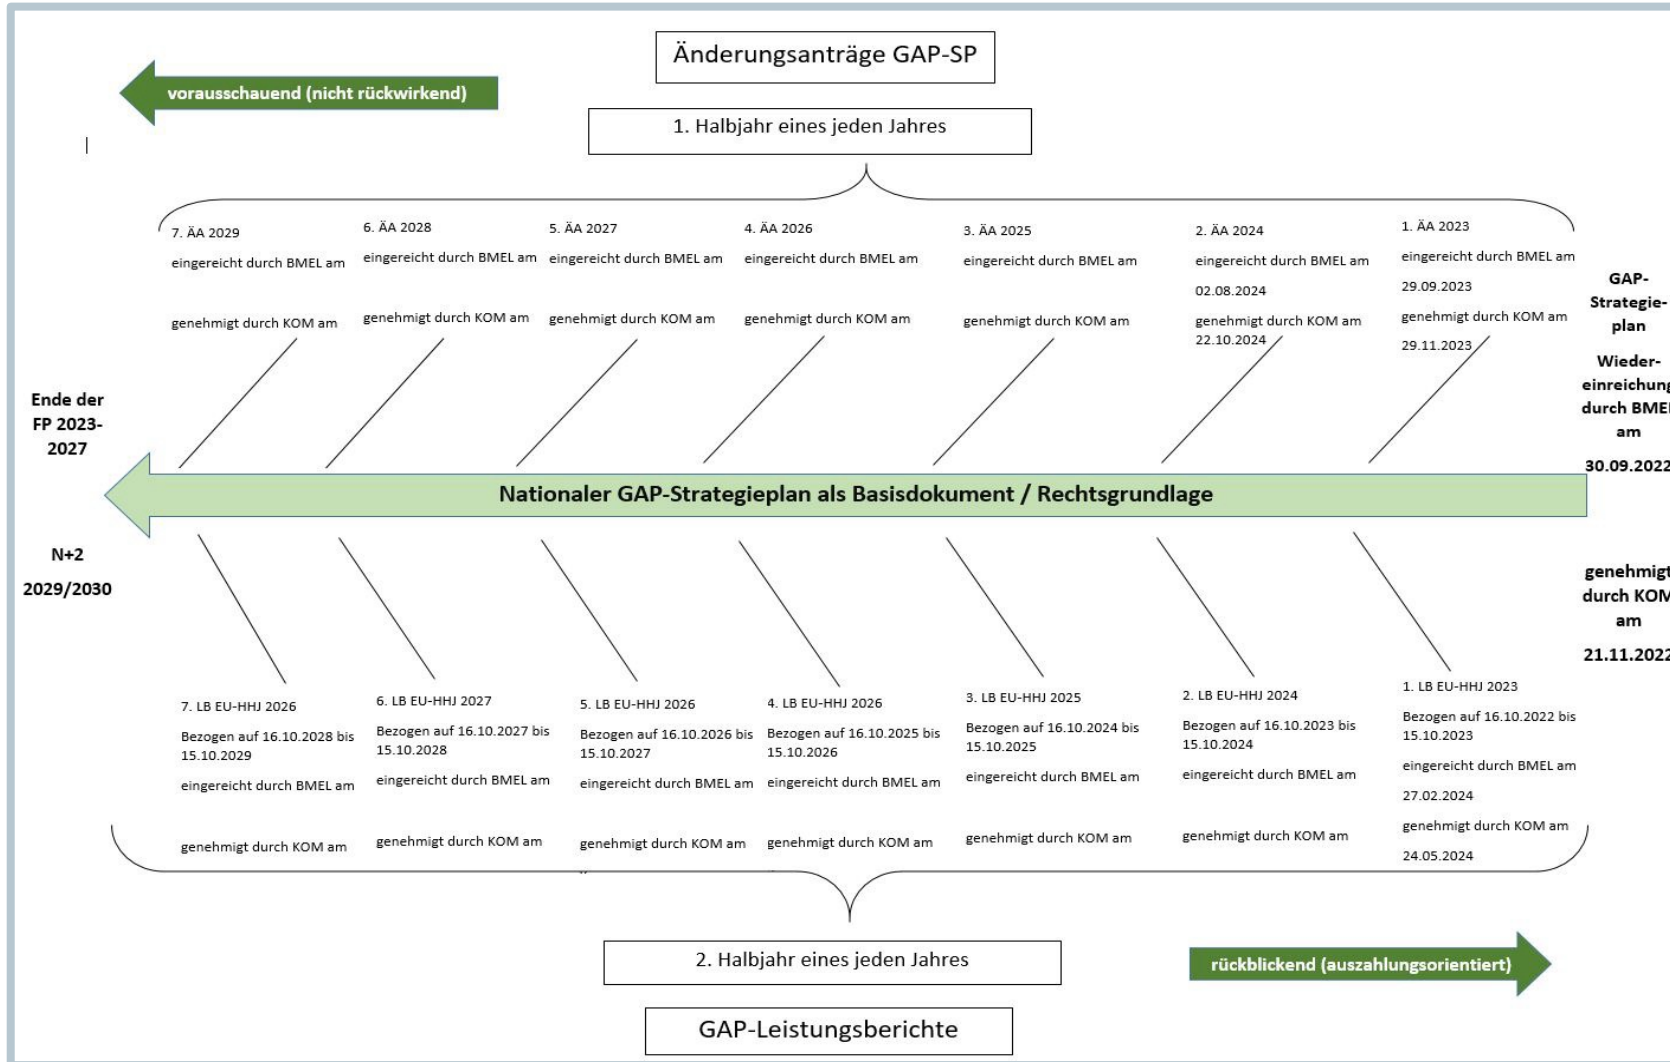 Änderungsanträge GAP-SP
vorausschauend (nicht rückwirkend)
1. Halbjahr eines jeden Jahres
7. ÄA 2029
eingereicht durch BMEL am
genehmigt durch KOM am
6. ÄA 2028
eingereicht durch BMEL am
genehmigt durch KOM am
5. ÄA 2027
eingereicht durch BMEL am
genehmigt durch KOM am
4. ÄA 2026
eingereicht durch BMEL am
genehmigt durch KOM am
3. ÄA 2025
eingereicht durch BMEL am
genehmigt durch KOM am
2. ÄA 2024
eingereicht durch BMEL am
02.08.2024
genehmigt durch KOM am
22.10.2024
1. ÄA 2023
eingereicht durch BMEL am
29.09.2023
genehmigt durch KOM am
29.11.2023
GAP-
Strategie-
plan
Wieder-
einreichung
durch BMEL
am
30.09.2022
Ende der
FP 2023-
2027
Nationaler GAP-Strategieplan als Basisdokument / Rechtsgrundlage
N+2
2029/2030
genehmigt
durch KOM
am
21.11.2022
7. LB EU-HHJ 2026
Bezogen auf 16.10.2028 bis
15.10.2029
eingereicht durch BMEL am
genehmigt durch KOM am
6. LB EU-HHJ 2027
Bezogen auf 16.10.2027 bis
15.10.2028
eingereicht durch BMEL am
genehmigt durch KOM am
5. LB EU-HHJ 2026
Bezogen auf 16.10.2026 bis
15.10.2027
eingereicht durch BMEL am
genehmigt durch KOM am
4. LB EU-HHJ 2026
Bezogen auf 16.10.2025 bis
15.10.2026
eingereicht durch BMEL am
genehmigt durch KOM am
3. LB EU-HHJ 2025
Bezogen auf 16.10.2024 bis
15.10.2025
eingereicht durch BMEL am
genehmigt durch KOM am
2. LB EU-HHJ 2024
Bezogen auf 16.10.2023 bis
15.10.2024
eingereicht durch BMEL am
genehmigt durch KOM am
1. LB EU-HHJ 2023
Bezogen auf 16.10.2022 bis
15.10.2023
eingereicht durch BMEL am
27.02.2024
genehmigt durch KOM am
24.05.2024
2. Halbjahr eines jeden Jahres
rückblickend (auszahlungsorientiert)
GAP-Leistungsberichte